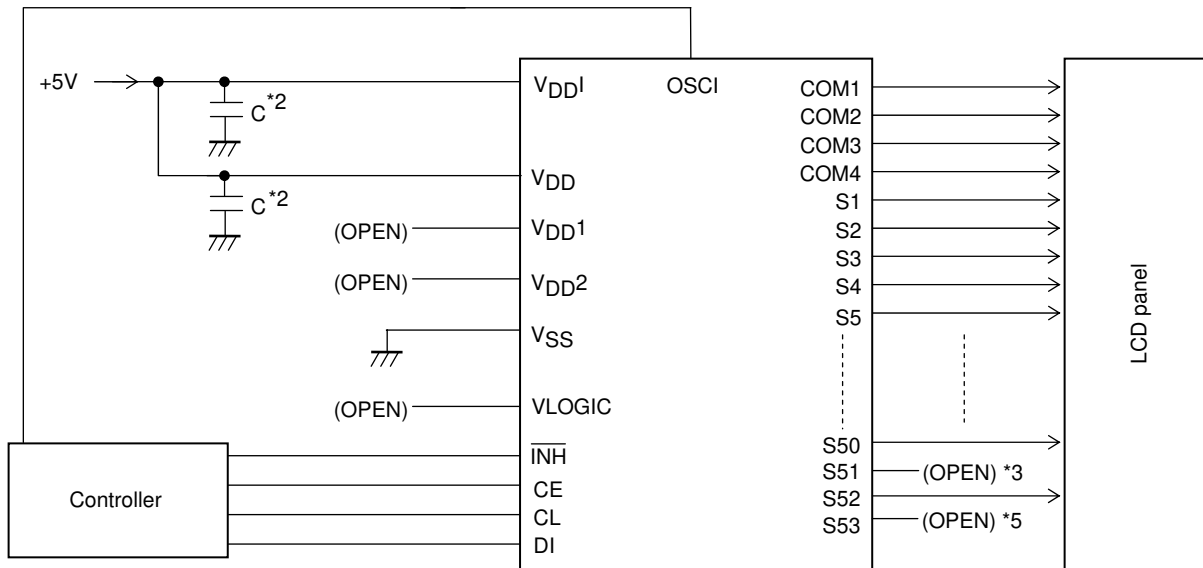 +5V
C*2
C*2
(OPEN)
(OPEN)
(OPEN)
Controller
VDDI
VDD
VDD1
VDD2
VSS
VLOGIC
INH
CE
CL
DI
OSCI
COM1
COM2
COM3
COM4
S1
S2
S3
S4
S5
S50
S51
S52
S53
(OPEN) *3
(OPEN) *5
LCD panel